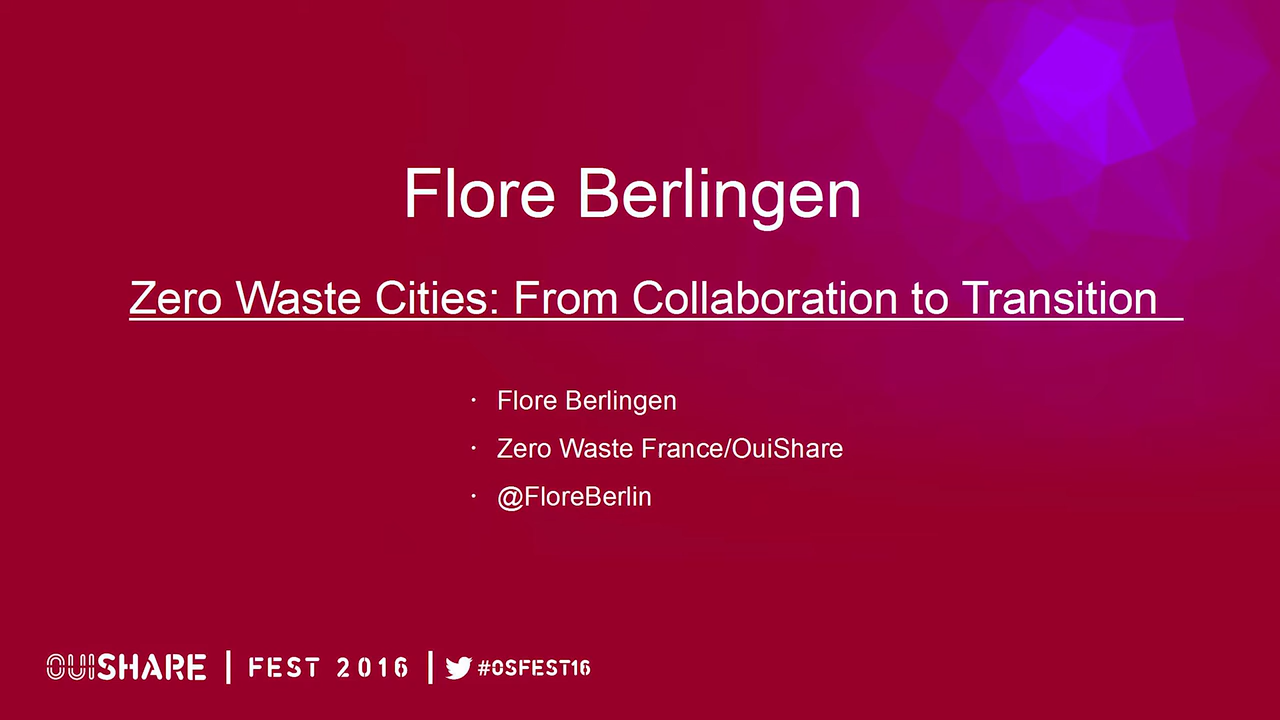 Flore Berlingen
Zero Waste Cities: From Collaboration to Transition
· Flore Berlingen
· Zero Waste France/OuiShare
· @FloreBerlin
OUISHARE | FEST 2016 | #OSFEST16